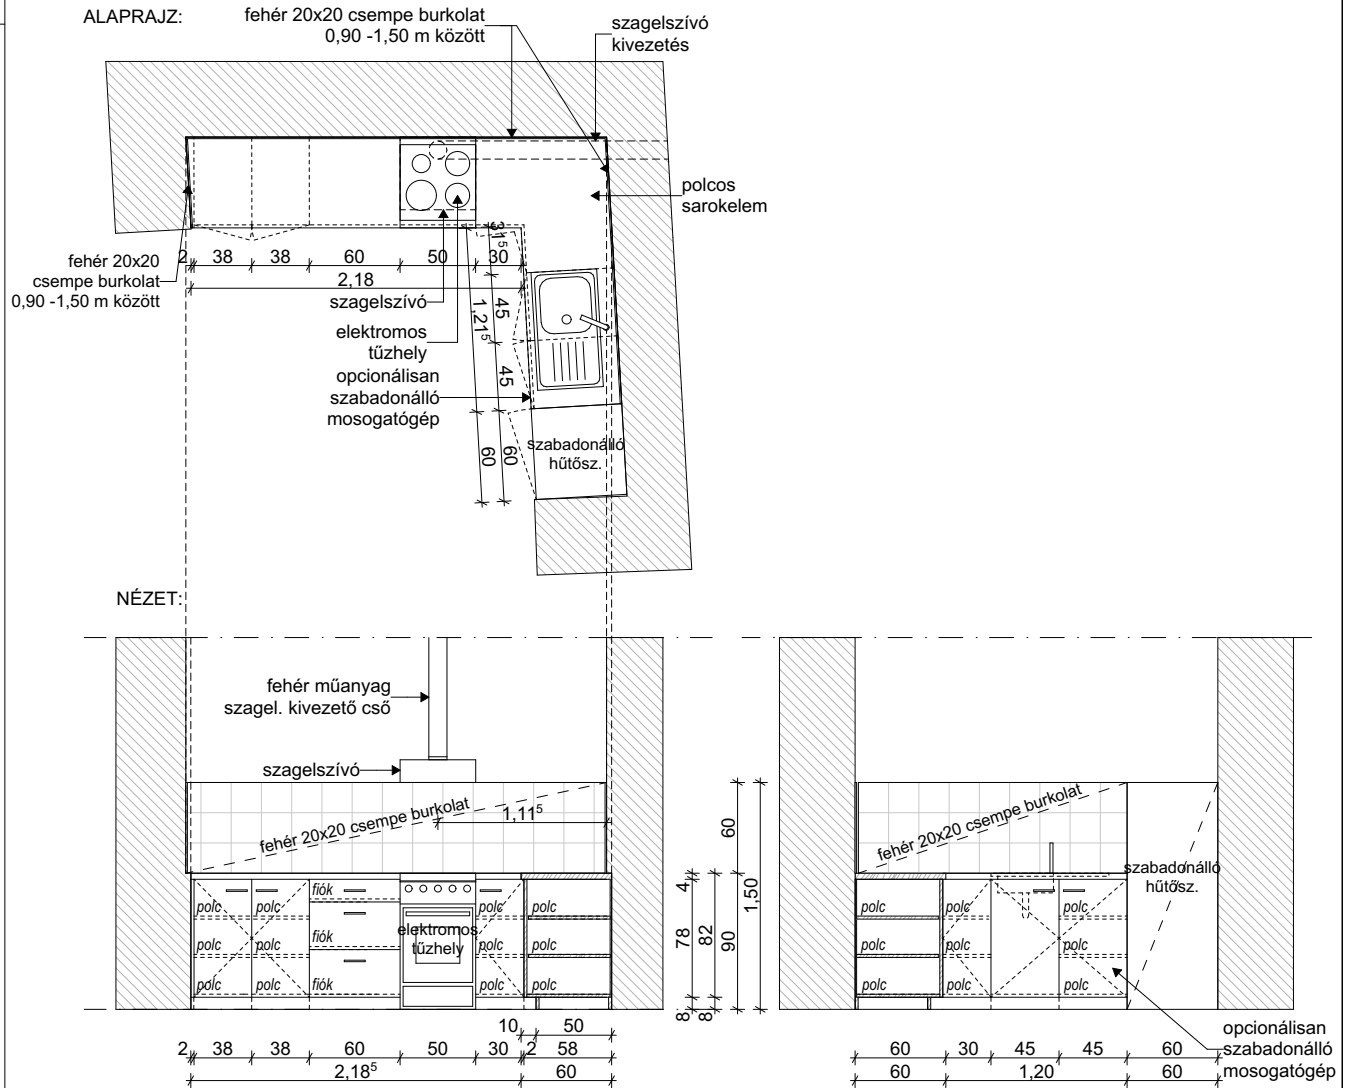 ALAPRAJZ:
fehér 20x20 csempe burkolat
0,90 -1,50 m között
szagelszívó
kivezetés
polcos
sarokelem
fehér 20x20
csempe burkolat
0,90 -1,50 m között
2 38 38 60 50 30
2,18
31⁵
1,21⁵
45
45
60
60
szagelszívó
elektromos
tűzhely
opcionálisan
szabadonálló
mosogatógép
szabadonálló
hűtősz.
NÉZET:
fehér műanyag
szagel. kivezető cső
szagelszívó
fehér 20x20 csempe burkolat
1,11⁵
polc polc fiók polc polc
polc polc fiók polc polc
polc polc fiók polc polc
elektromos
tűzhely
10 50
2 38 38 60 50 30 2 58
2,18⁵ 60
60
4
78
82
90
1,50
8
8
fehér 20x20 csempe burkolat
szabadonálló
hűtősz.
polc polc polc
polc polc polc
polc polc polc
opcionálisan
szabadonálló
mosogatógép
60 30 45 45 60
60 1,20 60